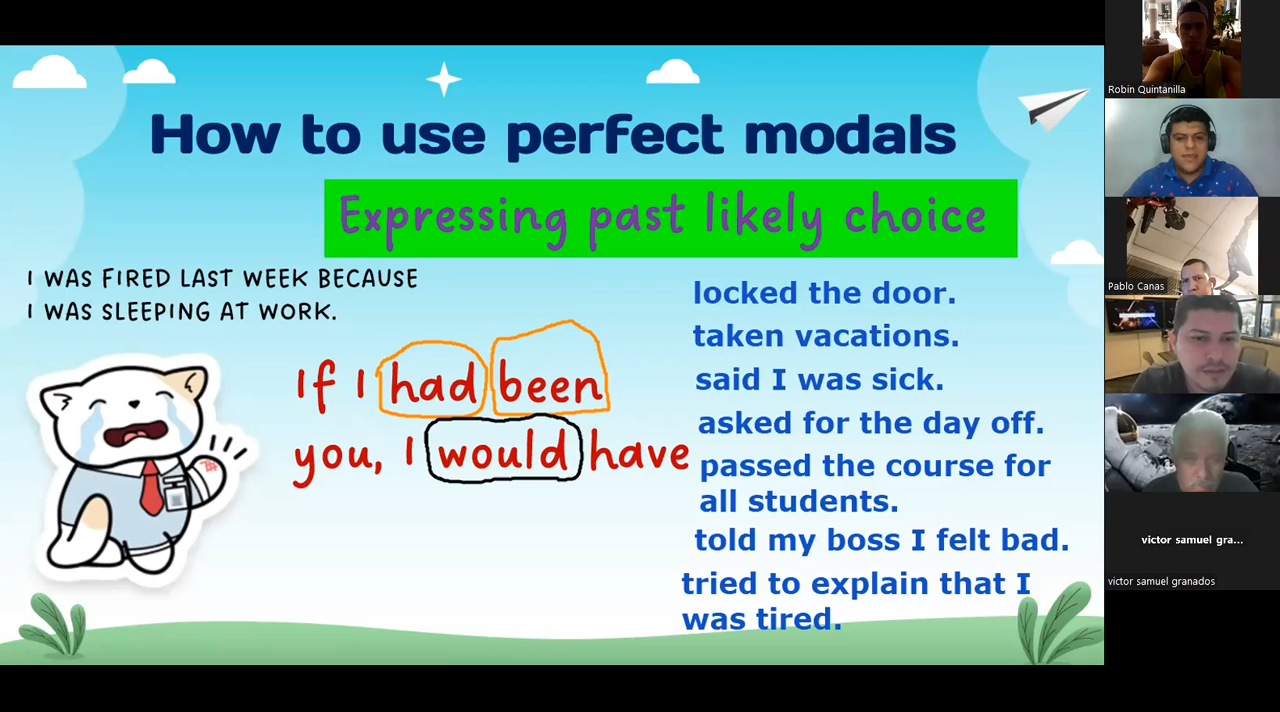 How to use perfect modals
Expressing past likely choice
I WAS FIRED LAST WEEK BECAUSE
I WAS SLEEPING AT WORK.
If I had been
you, I would have
locked the door.
taken vacations.
said I was sick.
asked for the day off.
passed the course for
all students.
told my boss I felt bad.
tried to explain that I
was tired.
Robin Quintanilla
Pablo Canas
victor samuel gra...
victor samuel granados